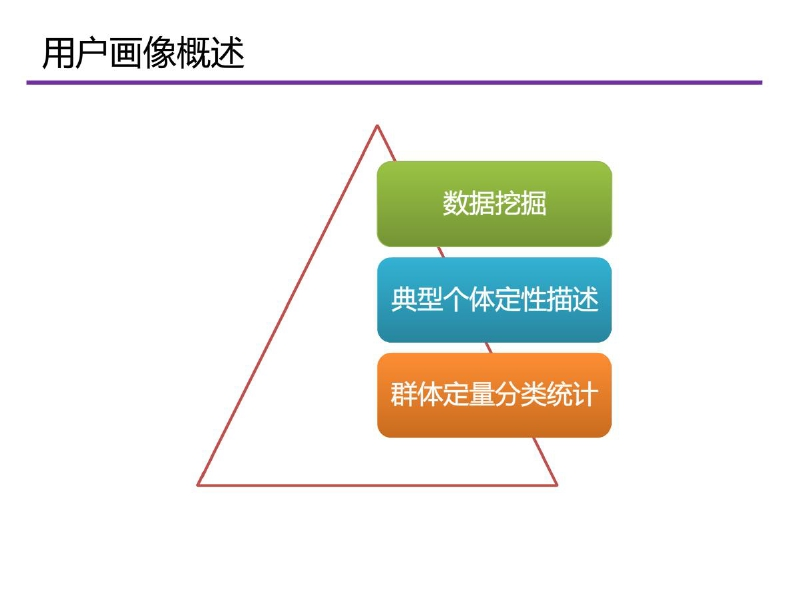 用户画像概述
数据挖掘
典型个体定性描述
群体定量分类统计